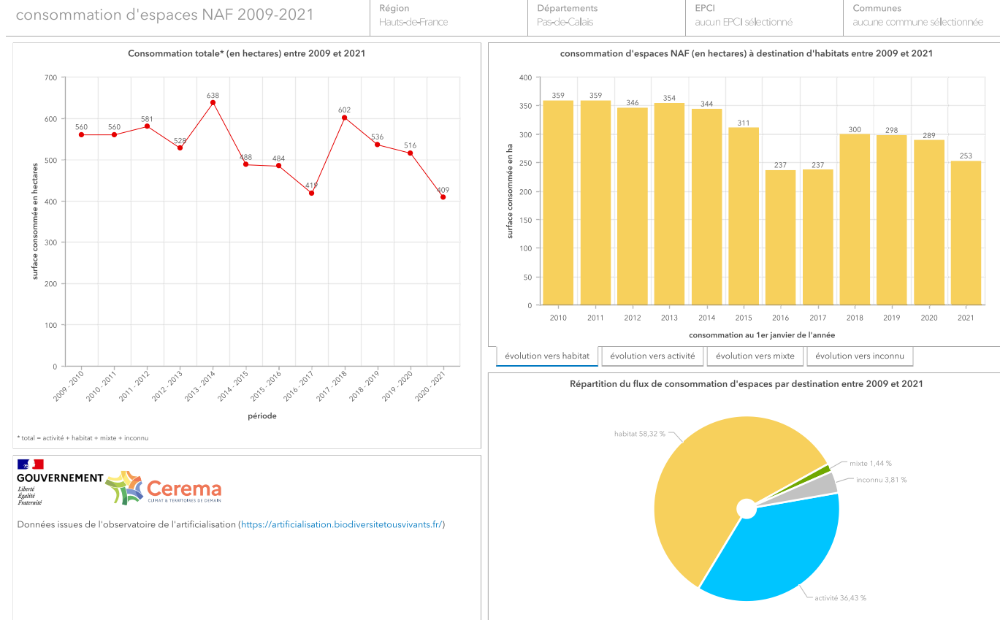 consommation d'espaces NAF 2009-2021
Région
Hauts-de-France
Départements
Pas-de-Calais
EPCI
aucun EPCI sélectionné
Communes
aucune commune sélectionnée
Consommation totale* (en hectares) entre 2009 et 2021
surface consommée en hectares
700
600
500
400
300
200
100
0
560
560
581
528
638
488
484
419
602
536
516
409
2009 - 2010
2010 - 2011
2011 - 2012
2012 - 2013
2013 - 2014
2014 - 2015
2015 - 2016
2016 - 2017
2017 - 2018
2018 - 2019
2019 - 2020
2020 - 2021
période
* total = activité + habitat + mixte + inconnu
GOUVERNEMENT
Liberté
Égalité
Fraternité
Cerema
CLIMAT & TERRITOIRES DE DEMAIN
Données issues de l'observatoire de l'artificialisation (https://artificialisation.biodiversitetousvivants.fr/)
consommation d'espaces NAF (en hectares) à destination d'habitats entre 2009 et 2021
surface consommée en ha
400
350
300
250
200
150
100
50
0
359
359
346
354
344
311
237
237
300
298
289
253
2010
2011
2012
2013
2014
2015
2016
2017
2018
2019
2020
2021
consommation au 1er janvier de l'année
évolution vers habitat
évolution vers activité
évolution vers mixte
évolution vers inconnu
Répartition du flux de consommation d'espaces par destination entre 2009 et 2021
habitat 58,32 %
mixte 1,44 %
inconnu 3,81 %
activité 36,43 %